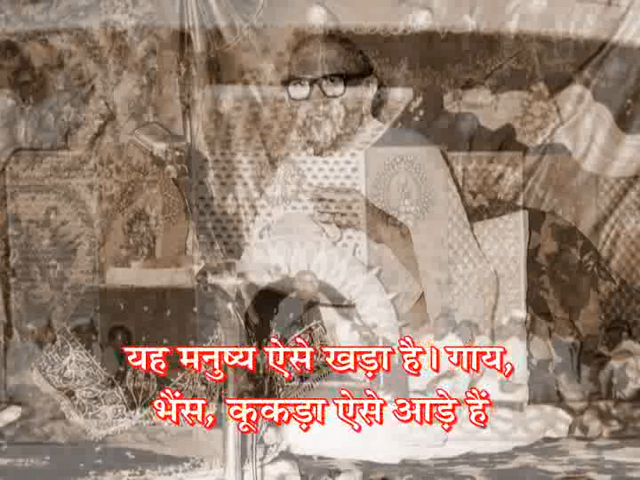 यह मनुष्य ऐसे खड़ा है। गाय,
भैंस, कूकड़ा ऐसे आड़े हैं